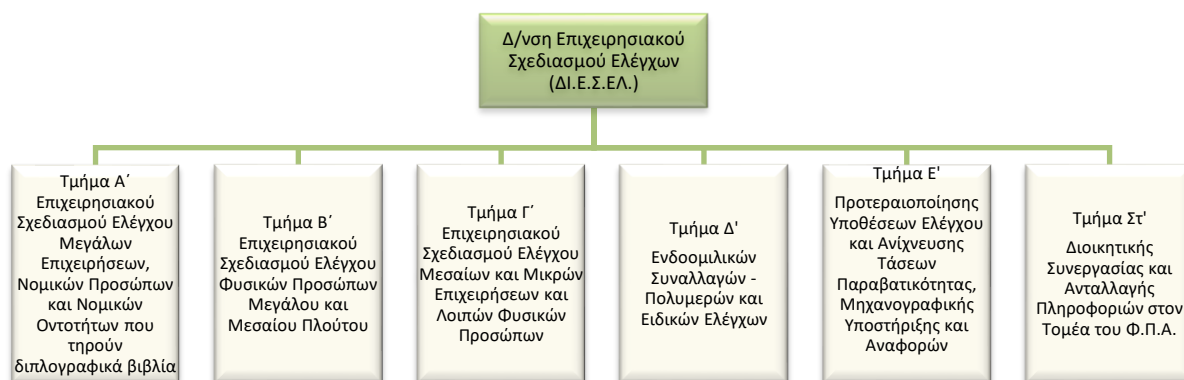 Δ/νση Επιχειρησιακού
Σχεδιασμού Ελέγχων
(ΔΙ.Ε.Σ.ΕΛ.)
Τμήμα Α΄
Επιχειρησιακού
Σχεδιασμού Ελέγχου
Μεγάλων
Επιχειρήσεων,
Νομικών Προσώπων
και Νομικών
Οντοτήτων που
τηρούν
διπλογραφικά βιβλία
Τμήμα Β΄
Επιχειρησιακού
Σχεδιασμού Ελέγχου
Φυσικών Προσώπων
Μεγάλου και
Μεσαίου Πλούτου
Τμήμα Γ΄
Επιχειρησιακού
Σχεδιασμού Ελέγχου
Μεσαίων και Μικρών
Επιχειρήσεων και
Λοιπών Φυσικών
Προσώπων
Τμήμα Δ'
Ενδοομιλικών
Συναλλαγών -
Πολυμερών και
Ειδικών Ελέγχων
Τμήμα Ε'
Προτεραιοποίησης
Υποθέσεων Ελέγχου
και Ανίχνευσης
Τάσεων
Παραβατικότητας,
Μηχανογραφικής
Υποστήριξης και
Αναφορών
Τμήμα Στ'
Διοικητικής
Συνεργασίας και
Ανταλλαγής
Πληροφοριών στον
Τομέα του Φ.Π.Α.